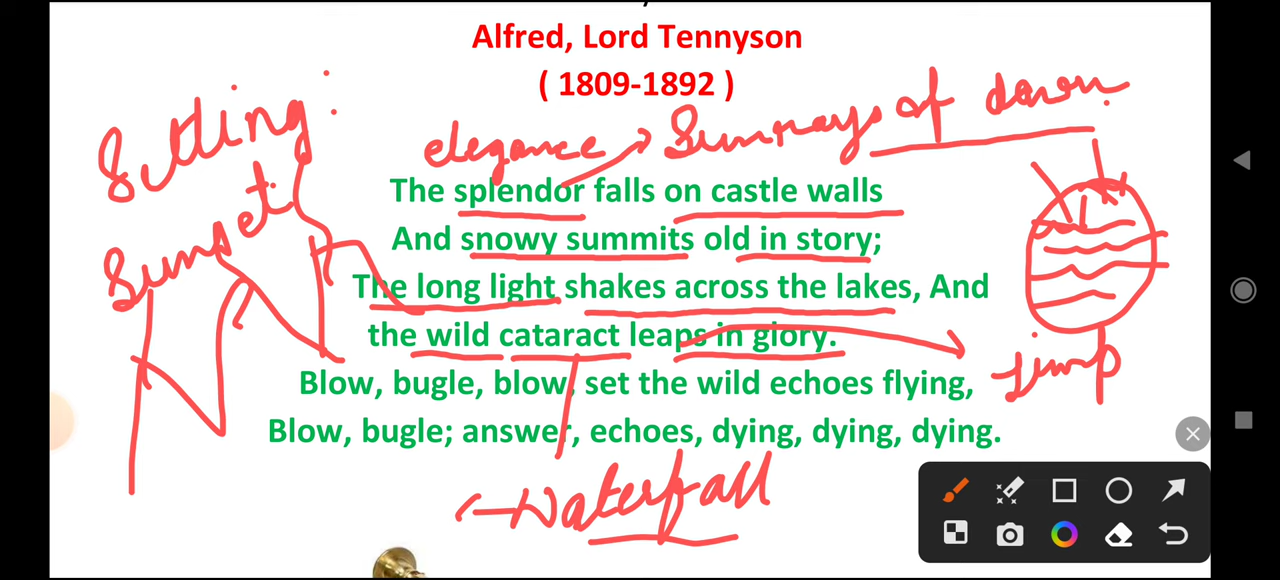 Alfred, Lord Tennyson
( 1809-1892 )
Setting:
Sunset
elegance → Sunrays of dawn.
The splendor falls on castle walls
And snowy summits old in story;
The long light shakes across the lakes, And
the wild cataract leaps in glory.
jump
Blow, bugle, blow, set the wild echoes flying,
Blow, bugle; answer, echoes, dying, dying, dying.
Waterfall